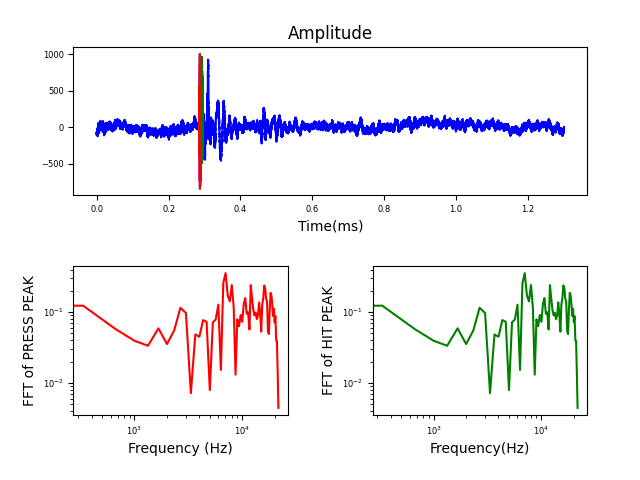 Amplitude
1000
500
0
−500
0.0 0.2 0.4 0.6 0.8 1.0 1.2
Time(ms)
FFT of PRESS PEAK
10⁻¹
10⁻²
10³ 10⁴
Frequency (Hz)
FFT of HIT PEAK
10⁻¹
10⁻²
10³ 10⁴
Frequency(Hz)